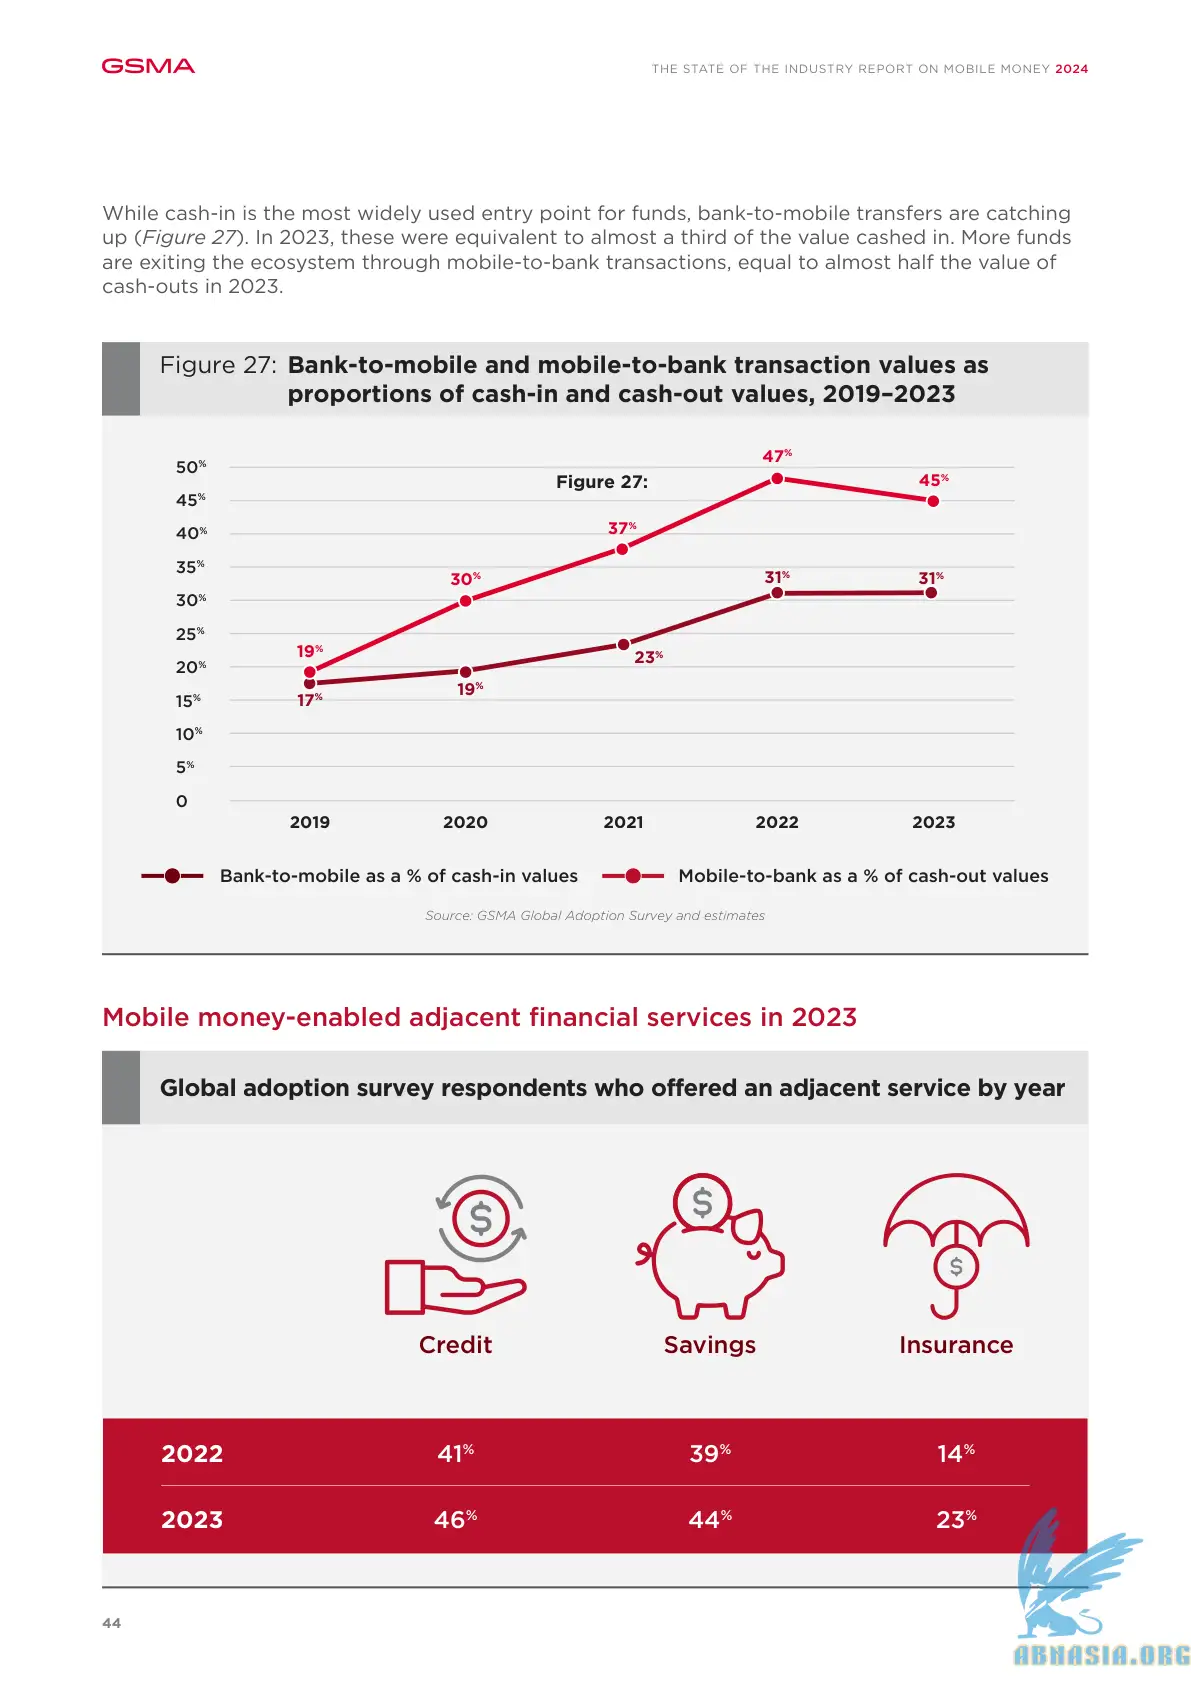 GSMA
THE STATE OF THE INDUSTRY REPORT ON MOBILE MONEY 2024
While cash-in is the most widely used entry point for funds, bank-to-mobile transfers are catching
up (Figure 27). In 2023, these were equivalent to almost a third of the value cashed in. More funds
are exiting the ecosystem through mobile-to-bank transactions, equal to almost half the value of
cash-outs in 2023.
Figure 27: Bank-to-mobile and mobile-to-bank transaction values as
proportions of cash-in and cash-out values, 2019–2023
Figure 27:
50%
45%
40%
35%
30%
25%
20%
15%
10%
5%
0
19%
30%
37%
47%
45%
17%
19%
23%
31%
31%
2019 2020 2021 2022 2023
Bank-to-mobile as a % of cash-in values Mobile-to-bank as a % of cash-out values
Source: GSMA Global Adoption Survey and estimates
Mobile money-enabled adjacent financial services in 2023
Global adoption survey respondents who offered an adjacent service by year
$ $ $
Credit Savings Insurance
2022 41% 39% 14%
2023 46% 44% 23%
44
ABNASIA.ORG